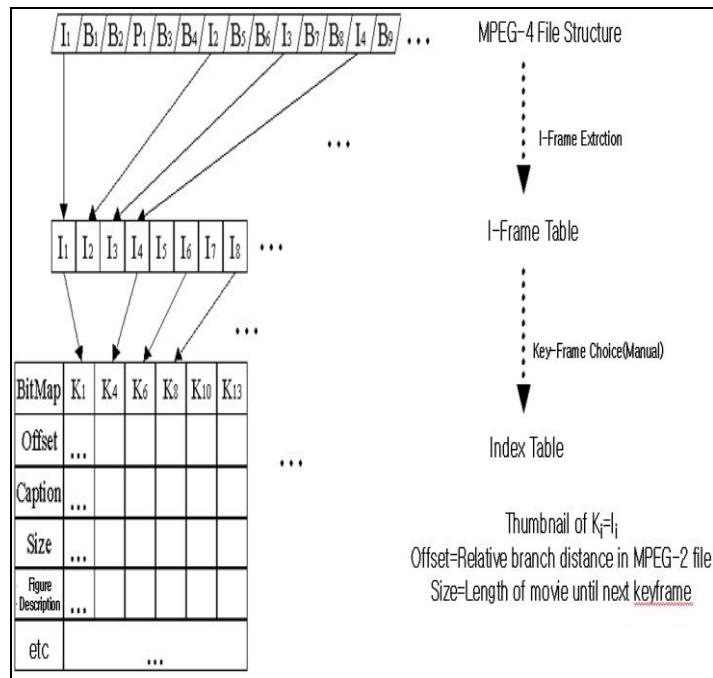 I1 B1 B2 P1 B3 B4 I2 B5 B6 I3 B7 B8 I4 B9 ...
MPEG-4 File Structure
I-Frame Extrction
...
I1 I2 I3 I4 I5 I6 I7 I8 ...
I-Frame Table
...
Key-Frame Choice(Manual)
BitMap K1 K4 K6 K8 K10 K13
Offset ...
Caption ...
Size ...
Figure
Description ...
etc ...
...
Index Table
Thumbnail of Ki=Ii
Offset=Relative branch distance in MPEG-2 file
Size=Length of movie until next keyframe